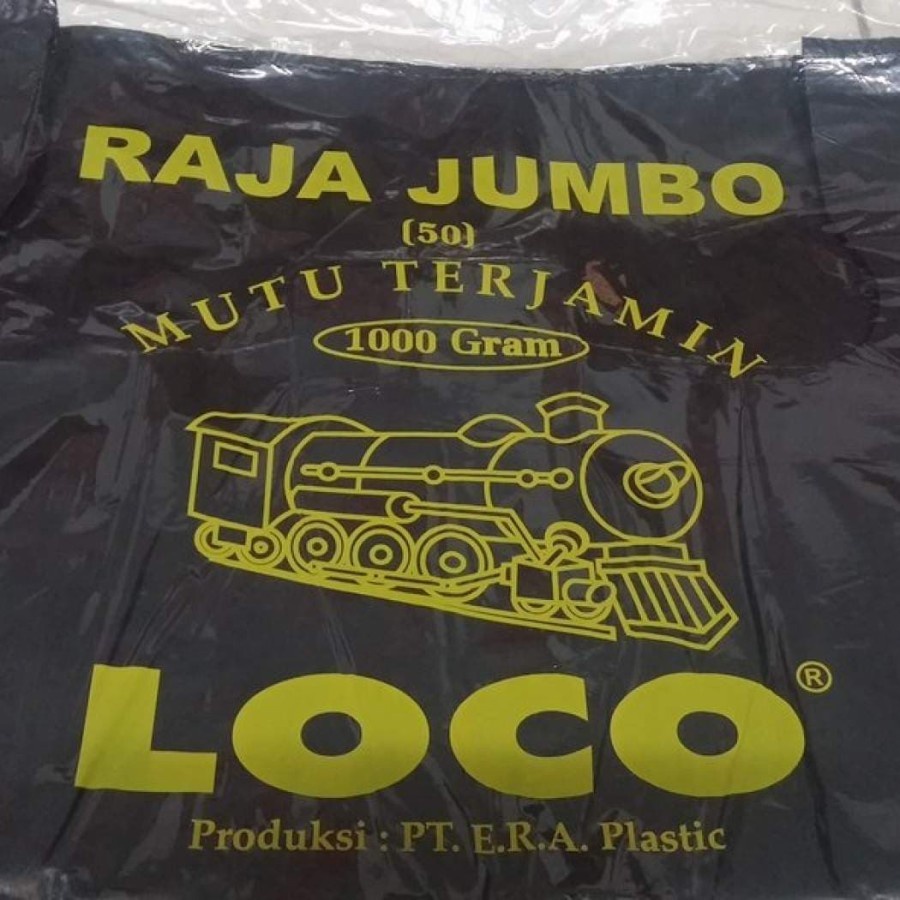 RAJA JUMBO
(50)
MUTU TERJAMIN
1000 Gram
LOCO®
Produksi : PT. E.R.A. Plastic